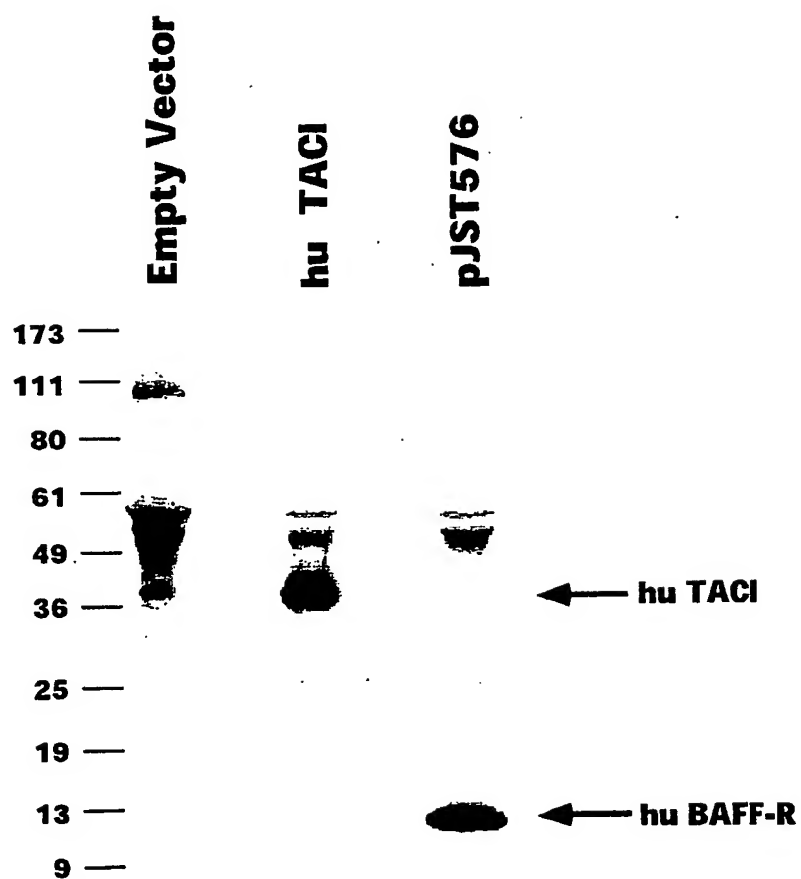 Empty Vector
hu TACI
pJST576
173
111
80
61
49
36
25
19
13
9
hu TACI
hu BAFF-R